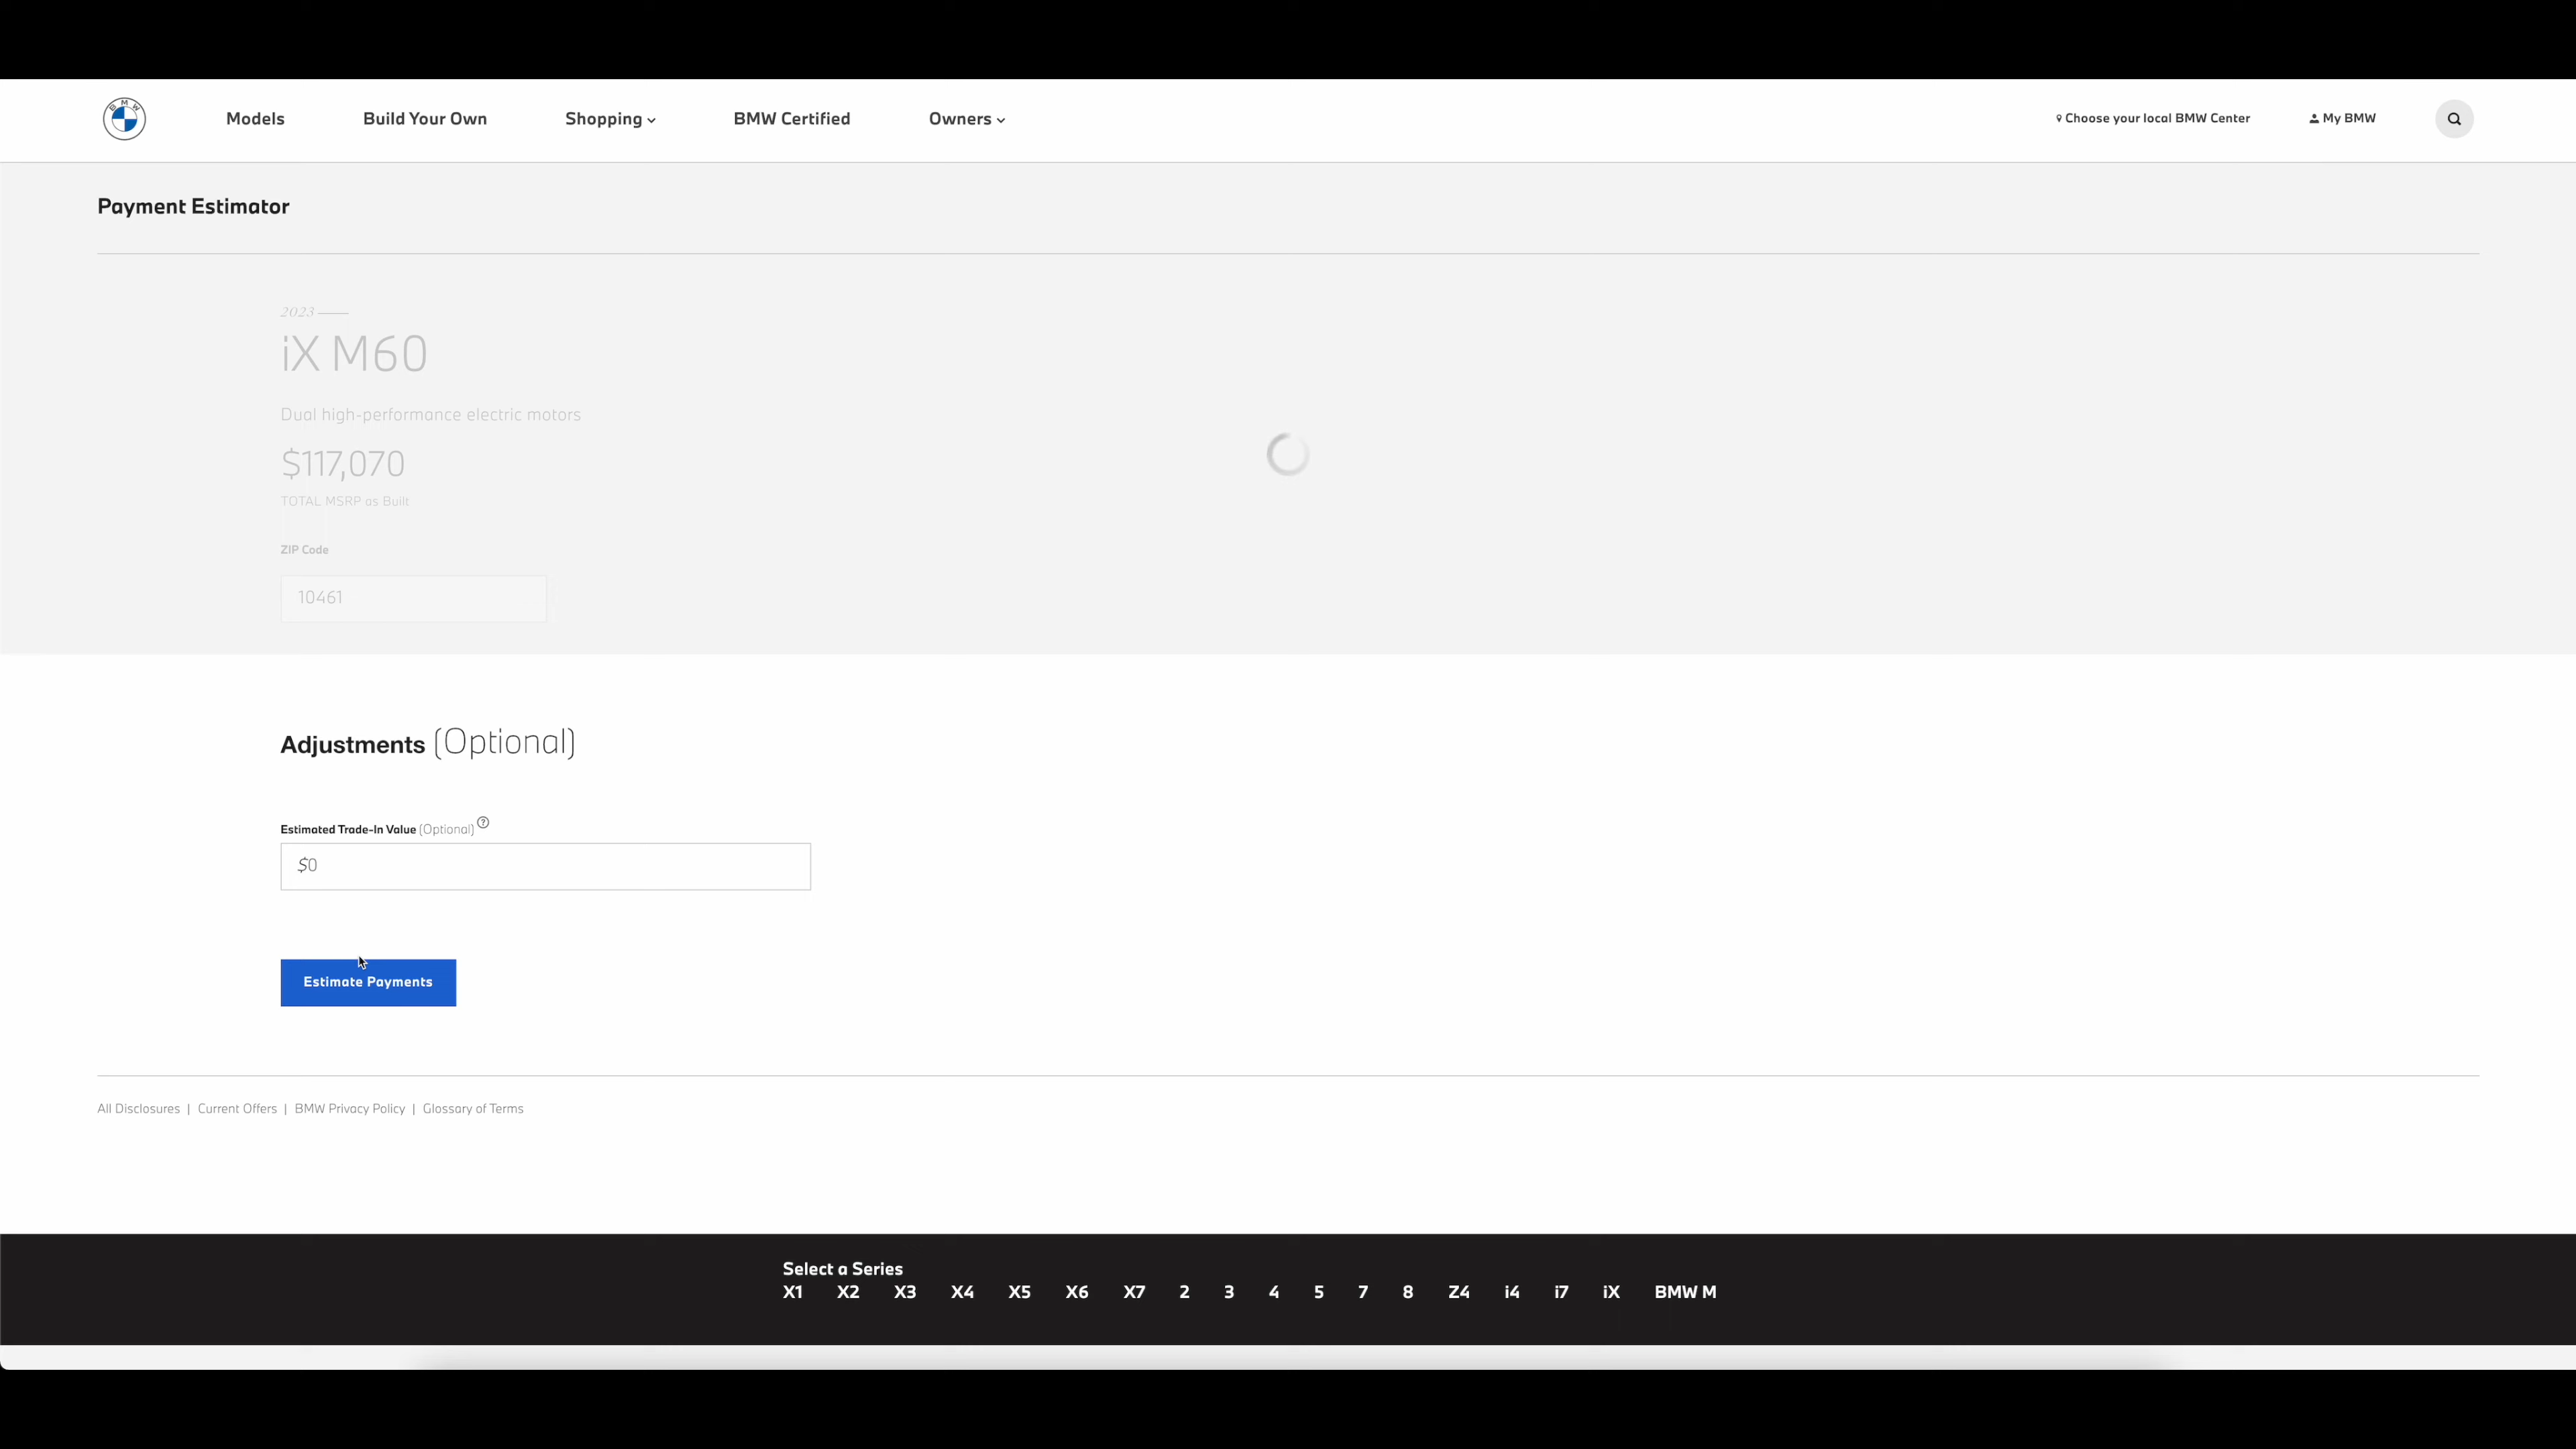 BMW
Models
Build Your Own
Shopping
BMW Certified
Owners
Choose your local BMW Center
My BMW
Payment Estimator
2023
iX M60
Dual high-performance electric motors
$117,070
TOTAL MSRP as Built
ZIP Code
10461
Adjustments (Optional)
Estimated Trade-In Value (Optional) ?
$0
Estimate Payments
All Disclosures | Current Offers | BMW Privacy Policy | Glossary of Terms
Select a Series
X1 X2 X3 X4 X5 X6 X7 2 3 4 5 7 8 Z4 i4 i7 iX BMW M